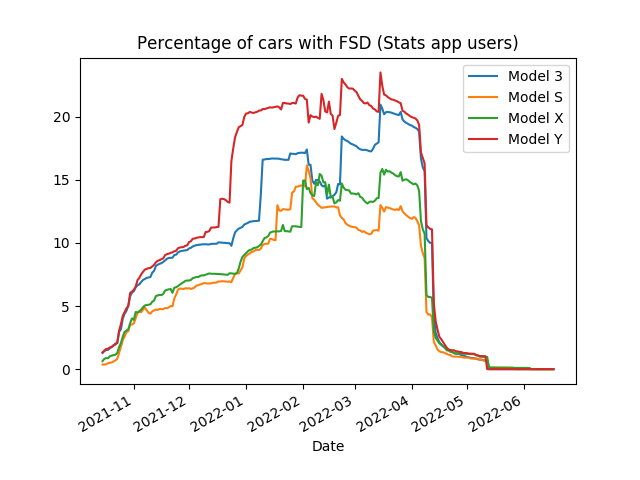 Percentage of cars with FSD (Stats app users)
Model 3
Model S
Model X
Model Y
20
15
10
5
0
2021-11
2021-12
2022-01
2022-02
2022-03
2022-04
2022-05
2022-06
Date